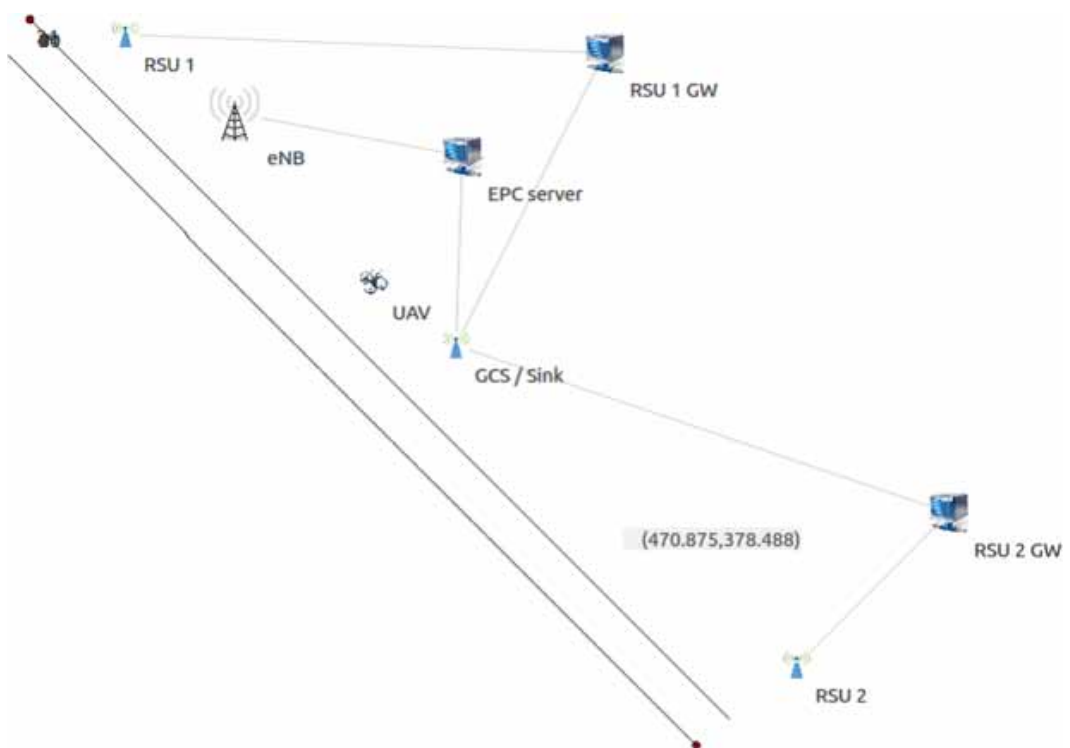 RSU 1
RSU 1 GW
eNB
EPC server
UAV
GCS / Sink
(470.875,378.488)
RSU 2 GW
RSU 2